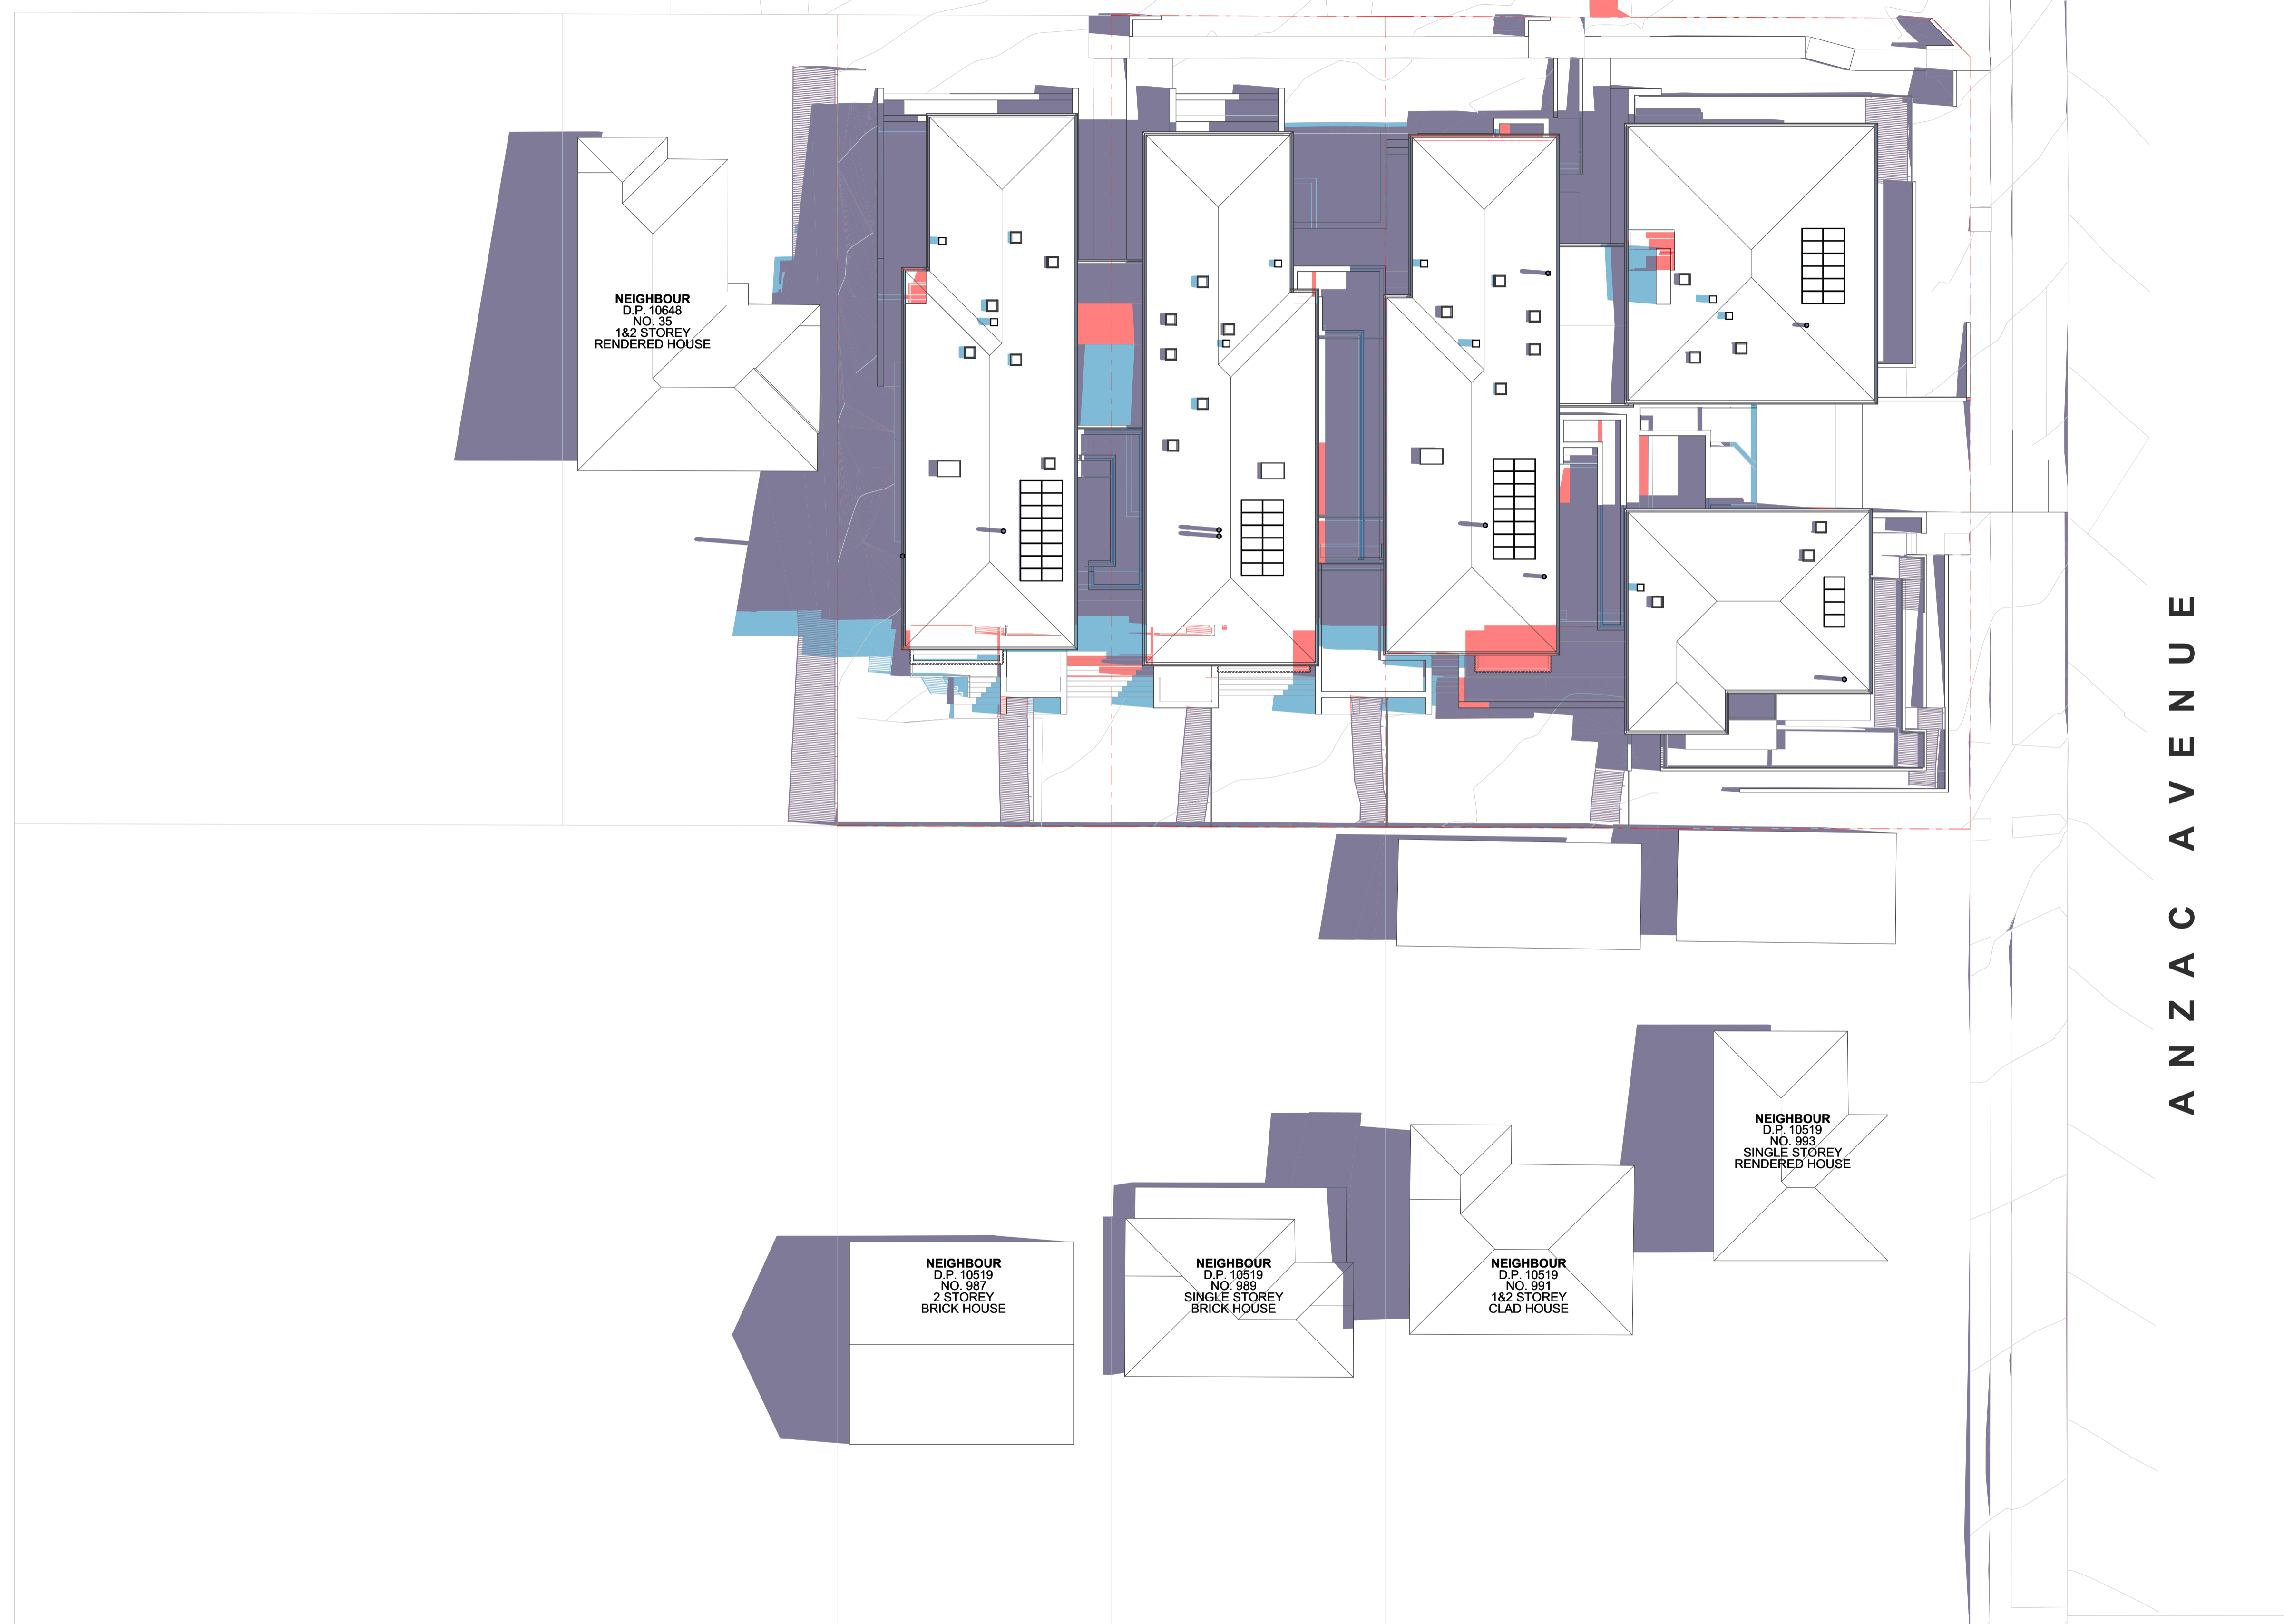 NEIGHBOUR
D.P. 10648
NO. 35
1&2 STOREY
RENDERED HOUSE
ANZAC AVENUE
NEIGHBOUR
D.P. 10519
NO. 993
SINGLE STOREY
RENDERED HOUSE
NEIGHBOUR
D.P. 10519
NO. 987
2 STOREY
BRICK HOUSE
NEIGHBOUR
D.P. 10519
NO. 989
SINGLE STOREY
BRICK HOUSE
NEIGHBOUR
D.P. 10519
NO. 991
1&2 STOREY
CLAD HOUSE